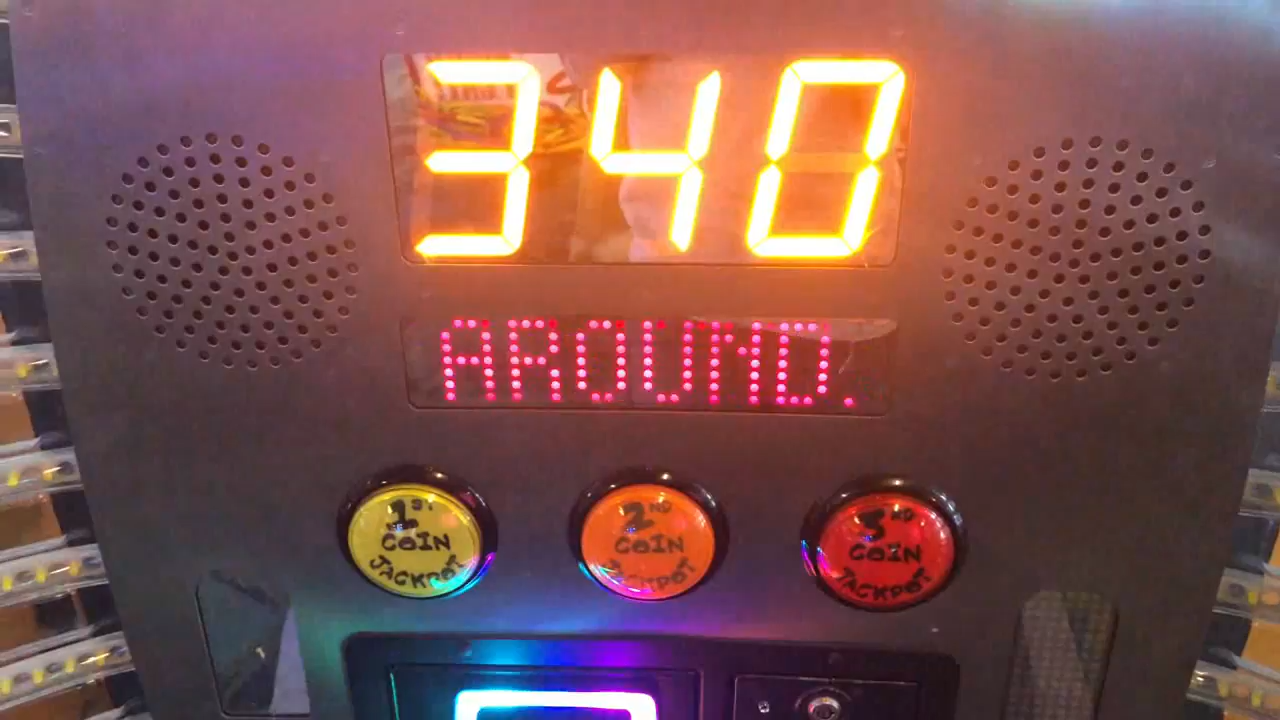 340
AROUND.
1ST COIN JACKPOT
2ND COIN JACKPOT
3RD COIN JACKPOT